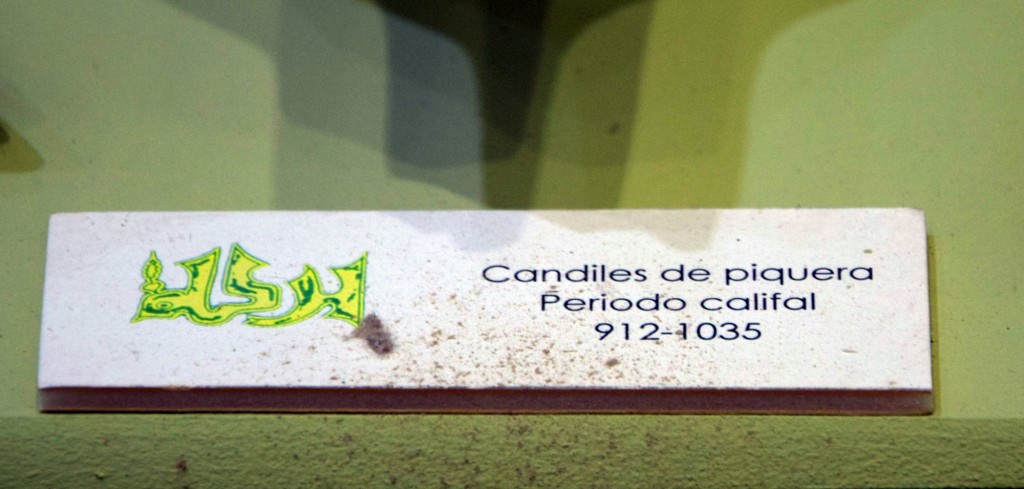 Candiles de piquera
Periodo califal
912-1035